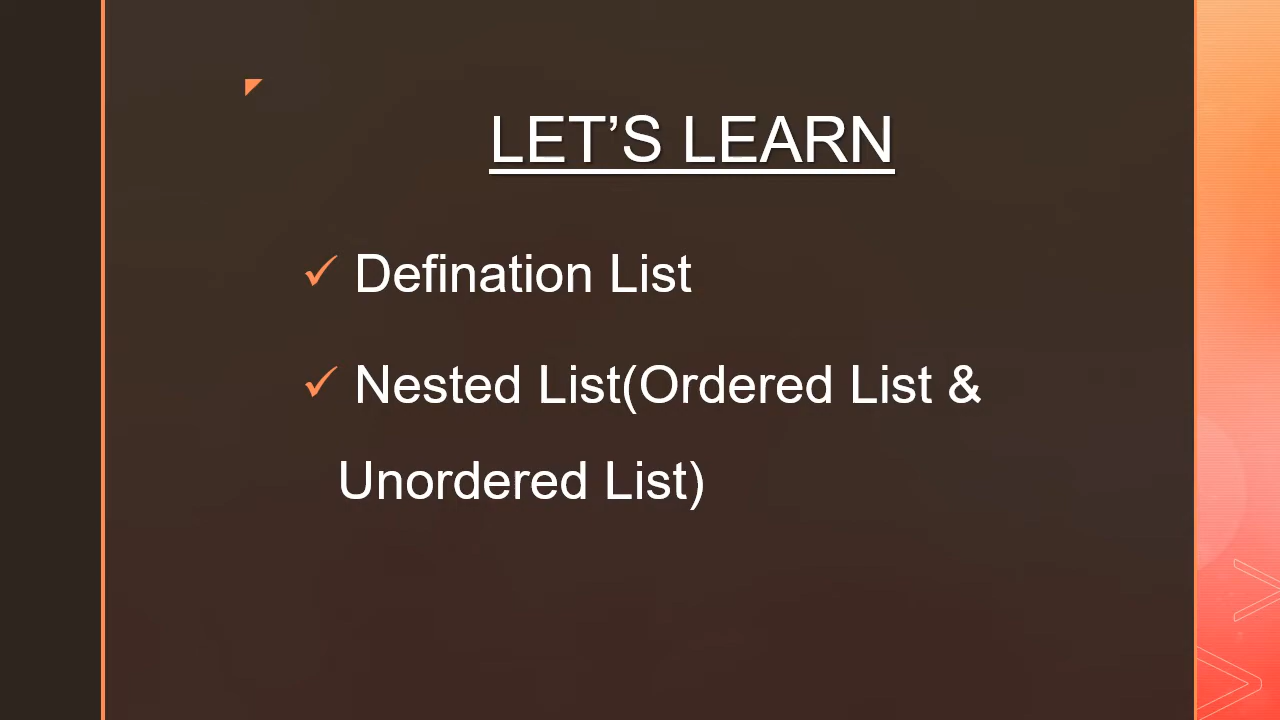 LET’S LEARN
✓ Defination List
✓ Nested List(Ordered List &
Unordered List)